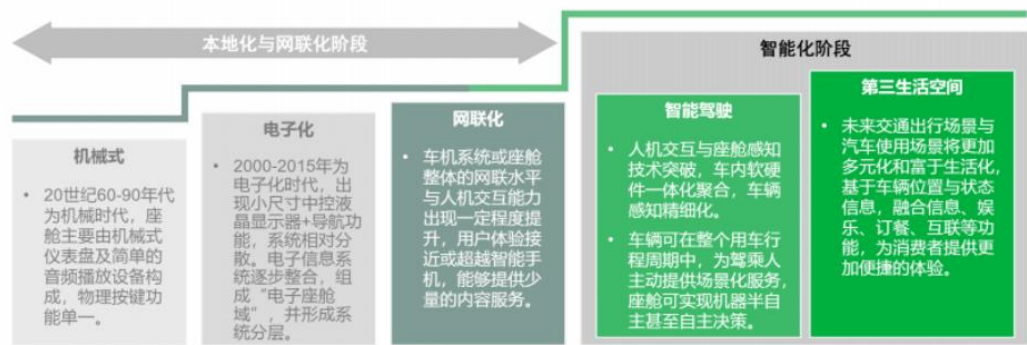 本地化与网联化阶段
机械式
• 20世纪60-90年代
为机械时代，座
舱主要由机械式
仪表盘及简单的
音频播放设备构
成，物理按键功
能单一。
电子化
• 2000-2015年为
电子化时代，出
现小尺寸中控液
晶显示器+导航功
能，系统相对分
散。电子信息系
统逐步整合，组
成“电子座舱
域”，并形成系
统分层。
网联化
• 车机系统或座舱
整体的网联水平
与人机交互能力
出现一定程度提
升，用户体验接
近或超越智能手
机，能够提供少
量的内容服务。
智能化阶段
智能驾驶
• 人机交互与座舱感知
技术突破，车内软硬
件一体化聚合，车辆
感知精细化。
• 车辆可在整个用车行
程周期中，为驾乘人
主动提供场景化服务，
座舱可实现机器半自
主甚至自主决策。
第三生活空间
• 未来交通出行场景与
汽车使用场景将更加
多元化和富于生活化，
基于车辆位置与状态
信息，融合信息、娱
乐、订餐、互联等功
能，为消费者提供更
加便捷的体验。